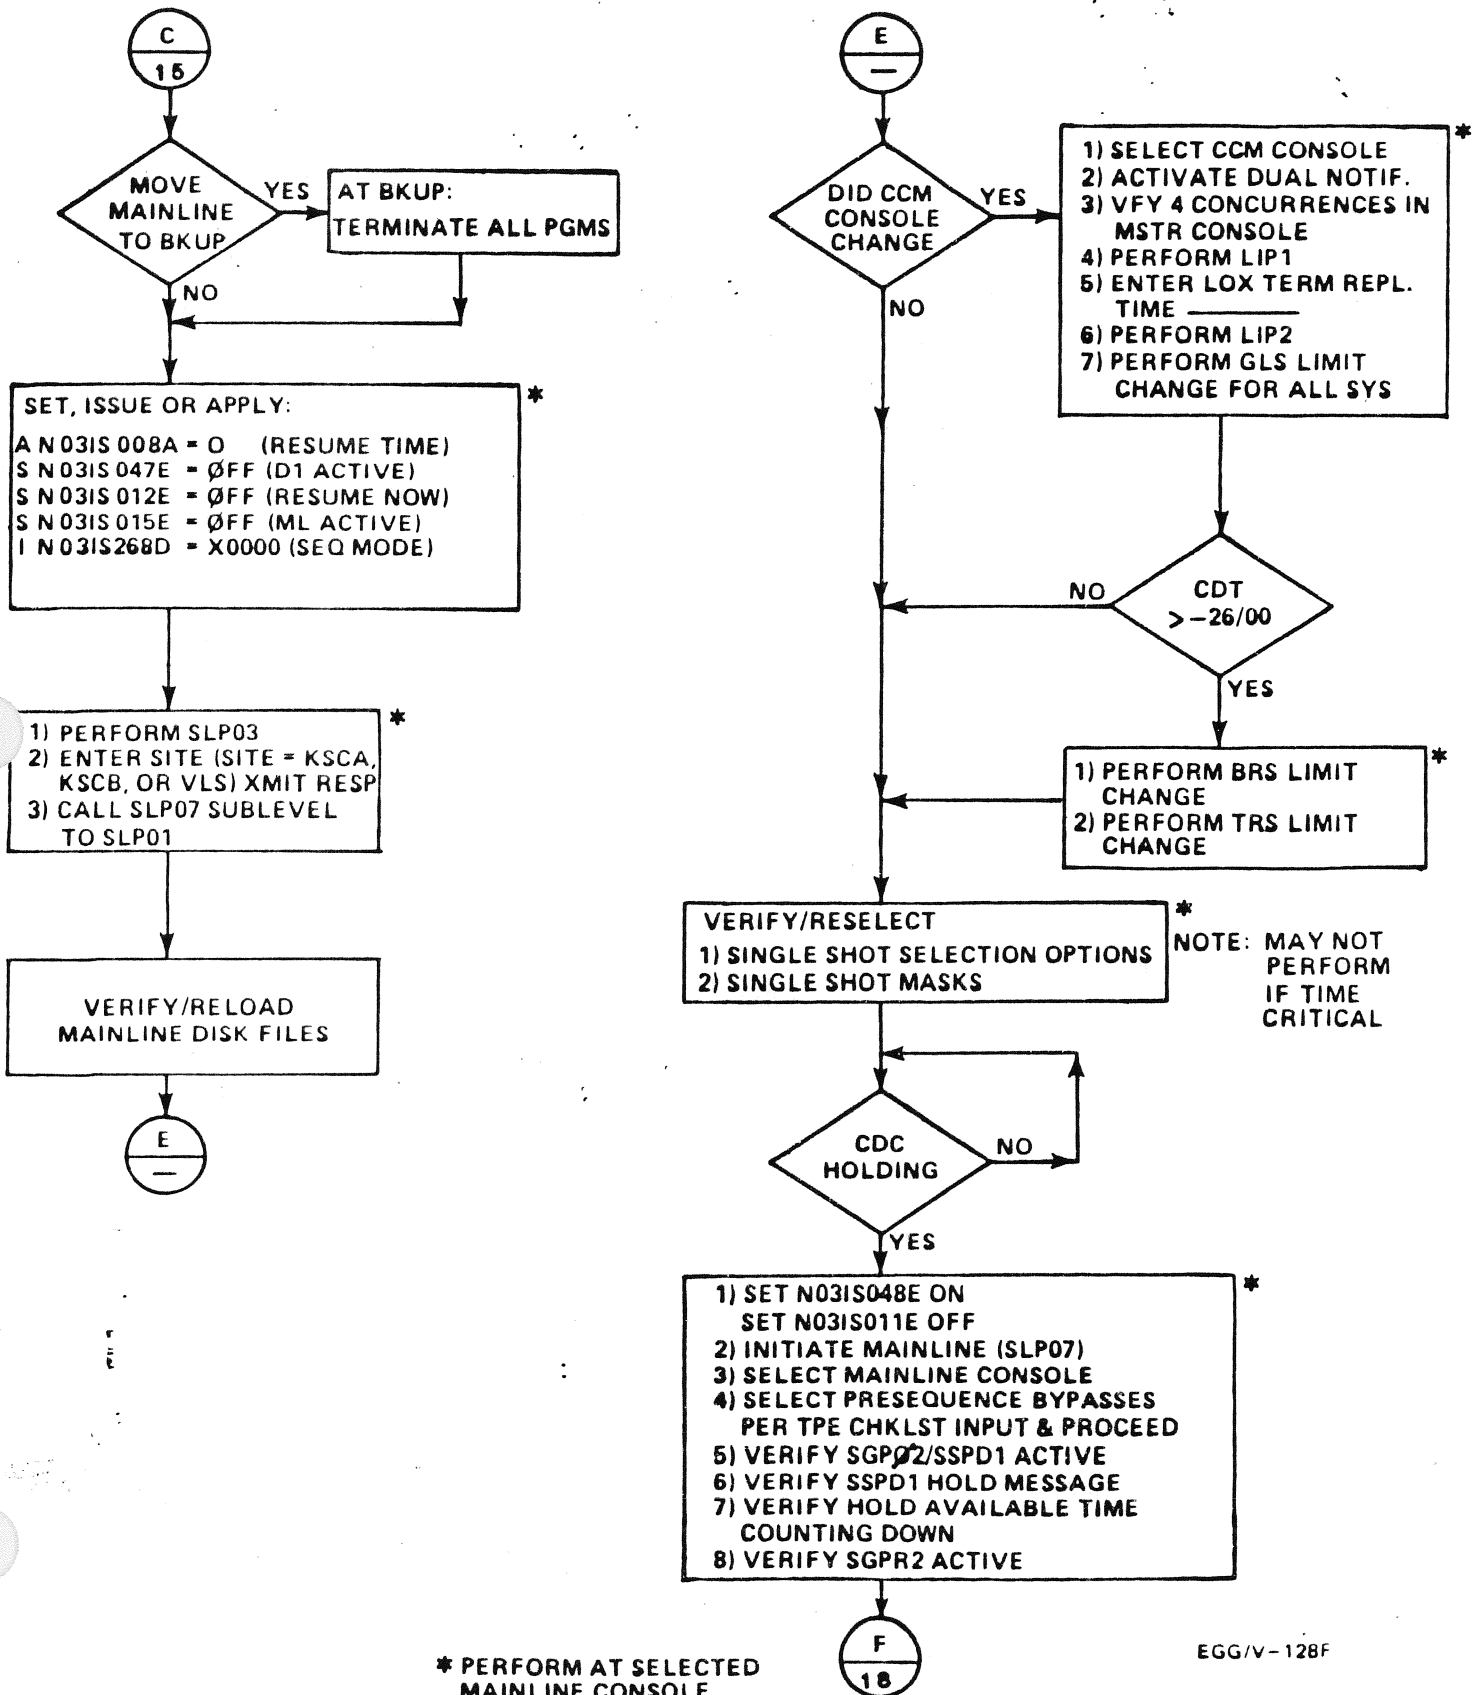 C
15
MOVE
MAINLINE
TO BKUP
YES
AT BKUP:
TERMINATE ALL PGMS
NO
SET, ISSUE OR APPLY:
*
A N03IS008A = O (RESUME TIME)
S N03IS047E = ØFF (D1 ACTIVE)
S N03IS012E = ØFF (RESUME NOW)
S N03IS015E = ØFF (ML ACTIVE)
I N03IS268D = X0000 (SEQ MODE)
*
1) PERFORM SLP03
2) ENTER SITE (SITE = KSCA,
KSCB, OR VLS) XMIT RESP
3) CALL SLP07 SUBLEVEL
TO SLP01
VERIFY/RELOAD
MAINLINE DISK FILES
E
—
E
—
DID CCM
CONSOLE
CHANGE
YES
*
1) SELECT CCM CONSOLE
2) ACTIVATE DUAL NOTIF.
3) VFY 4 CONCURRENCES IN
MSTR CONSOLE
4) PERFORM LIP1
5) ENTER LOX TERM REPL.
TIME ________
6) PERFORM LIP2
7) PERFORM GLS LIMIT
CHANGE FOR ALL SYS
NO
CDT
> -26/00
NO
YES
*
1) PERFORM BRS LIMIT
CHANGE
2) PERFORM TRS LIMIT
CHANGE
*
VERIFY/RESELECT
1) SINGLE SHOT SELECTION OPTIONS
2) SINGLE SHOT MASKS
NOTE: MAY NOT
PERFORM
IF TIME
CRITICAL
CDC
HOLDING
NO
YES
*
1) SET N03IS048E ON
SET N03IS011E OFF
2) INITIATE MAINLINE (SLP07)
3) SELECT MAINLINE CONSOLE
4) SELECT PRESEQUENCE BYPASSES
PER TPE CHKLST INPUT & PROCEED
5) VERIFY SGPØ2/SSPD1 ACTIVE
6) VERIFY SSPD1 HOLD MESSAGE
7) VERIFY HOLD AVAILABLE TIME
COUNTING DOWN
8) VERIFY SGPR2 ACTIVE
F
18
* PERFORM AT SELECTED
MAINLINE CONSOLE
EGG/V-128F